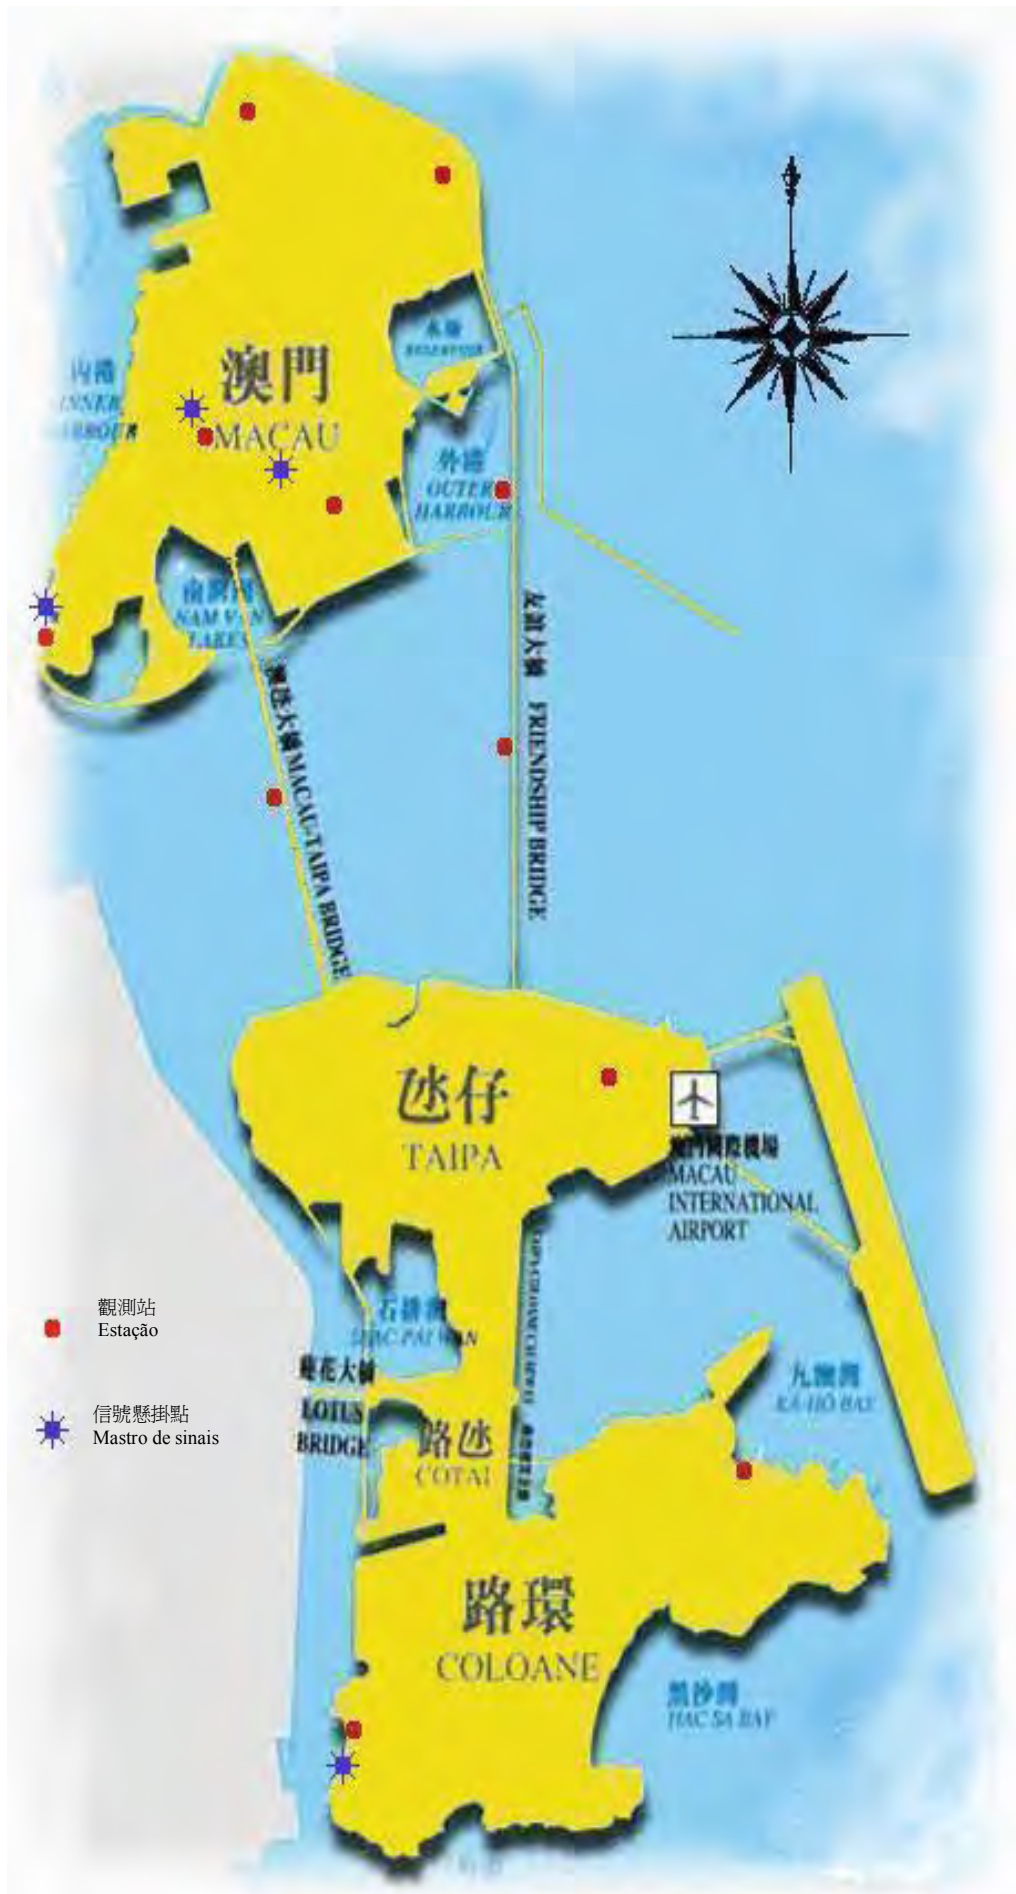 水塘
RESERVOIR
澳門
MACAU
內港
INNER
HARBOUR
外港
OUTER
HARBOUR
南灣湖
NAM VAN
LAKES
友誼大橋 FRIENDSHIP BRIDGE
澳氹大橋 MACAU-TAIPA BRIDGE
氹仔
TAIPA
澳門國際機場
MACAU
INTERNATIONAL
AIRPORT
石排灣
SEAC PAI WAN
蓮花大橋
LOTUS
BRIDGE
路氹
COTAI
九澳灣
KA-HO BAY
觀測站
Estação
信號懸掛點
Mastro de sinais
路環
COLOANE
黑沙灣
HAC SA BAY